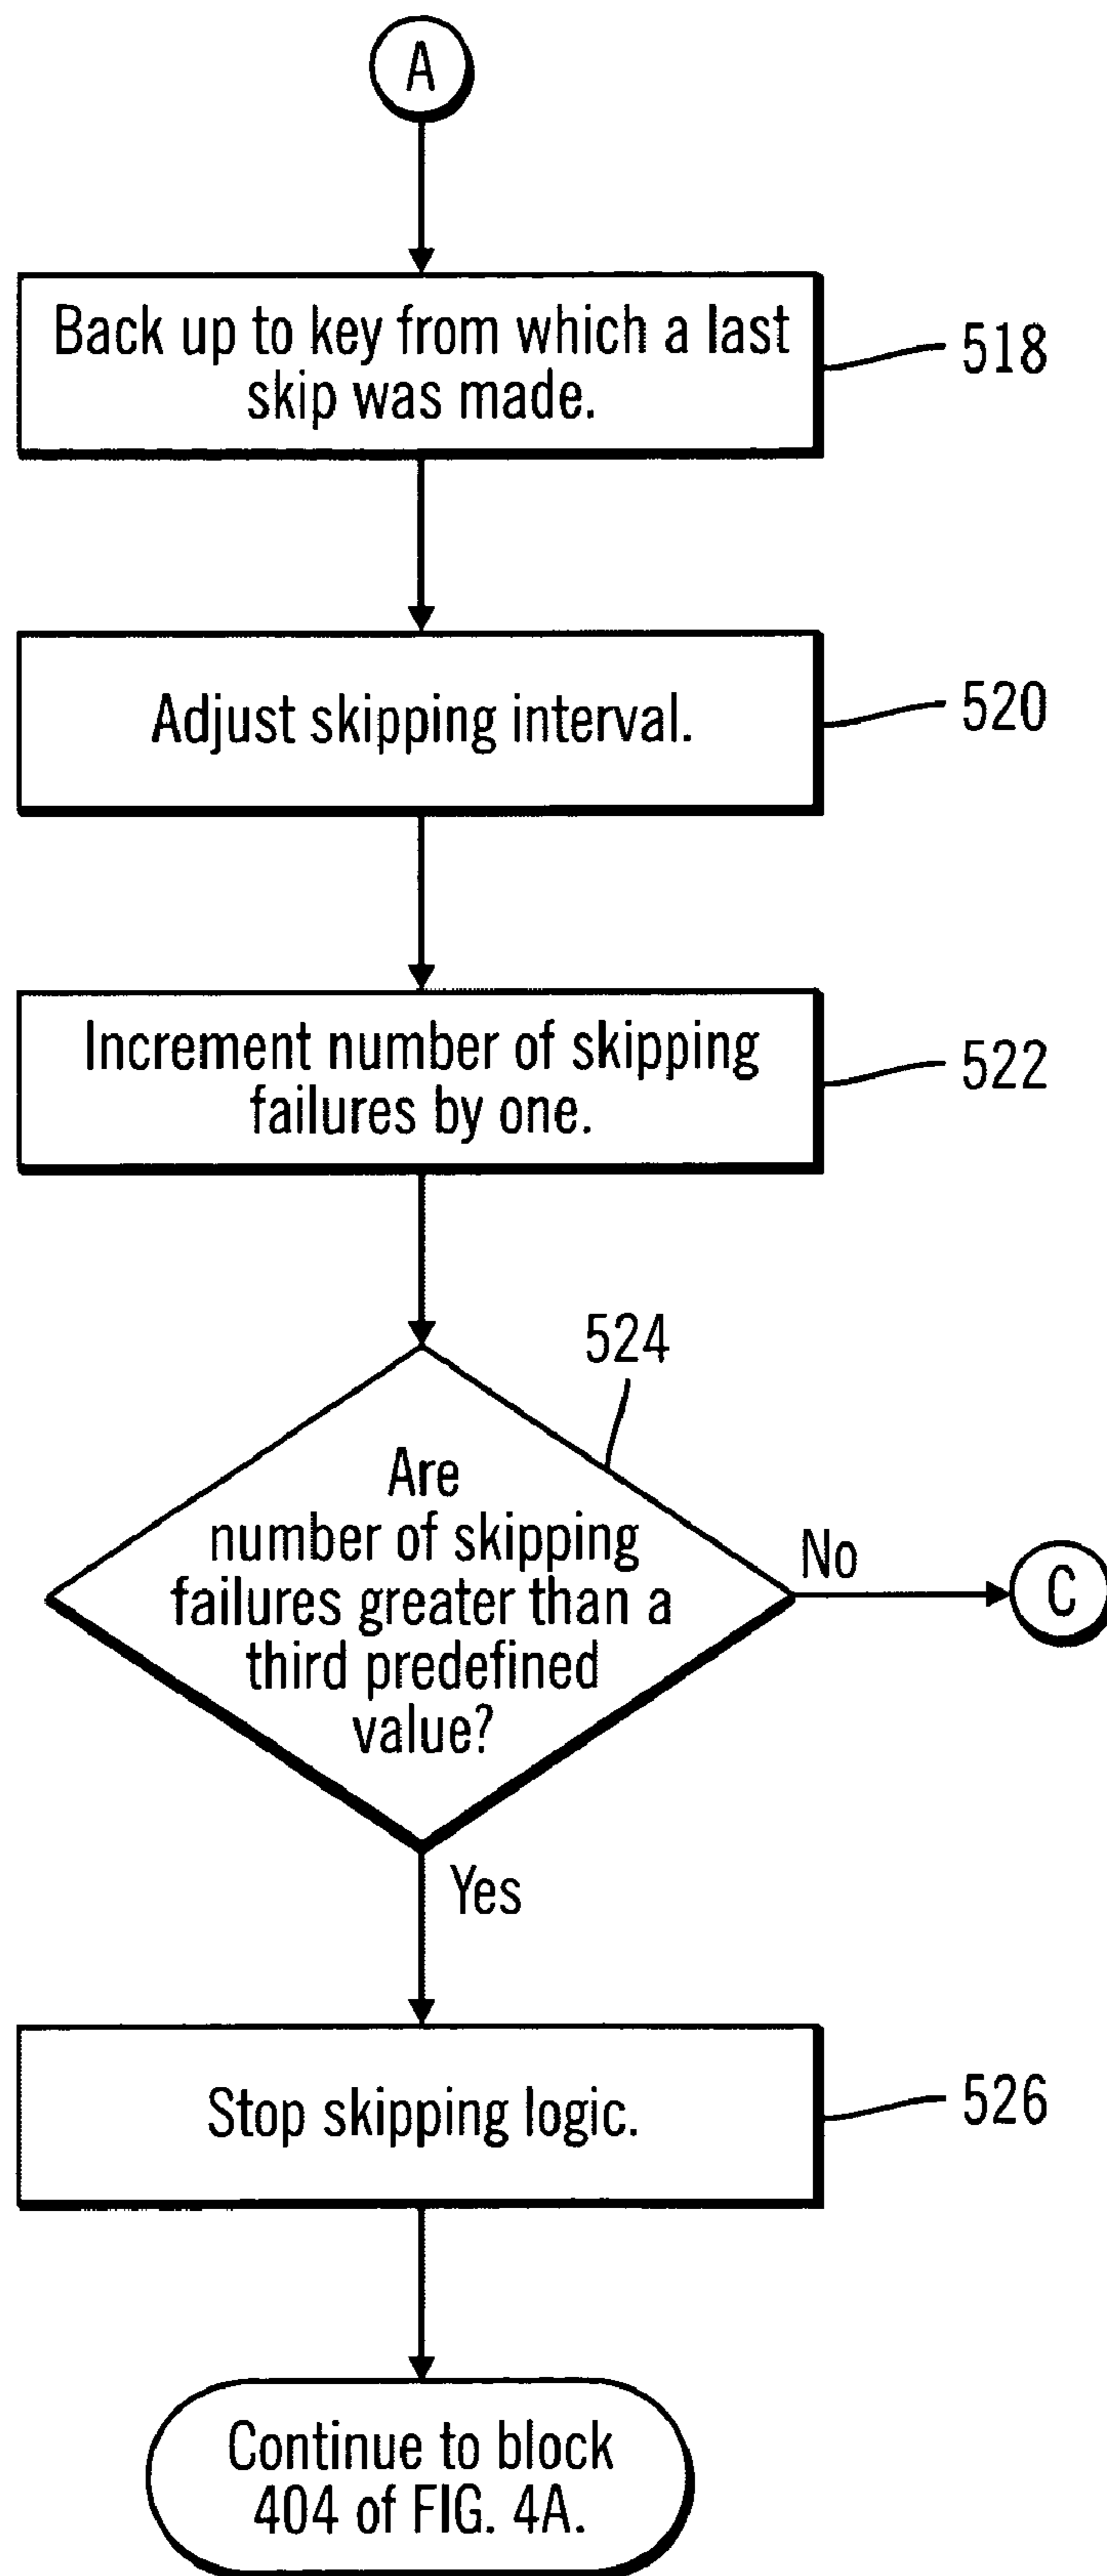 A
Back up to key from which a last
skip was made.
518
Adjust skipping interval.
520
Increment number of skipping
failures by one.
522
524
Are
number of skipping
failures greater than a
third predefined
value?
No
C
Yes
Stop skipping logic.
526
Continue to block
404 of FIG. 4A.